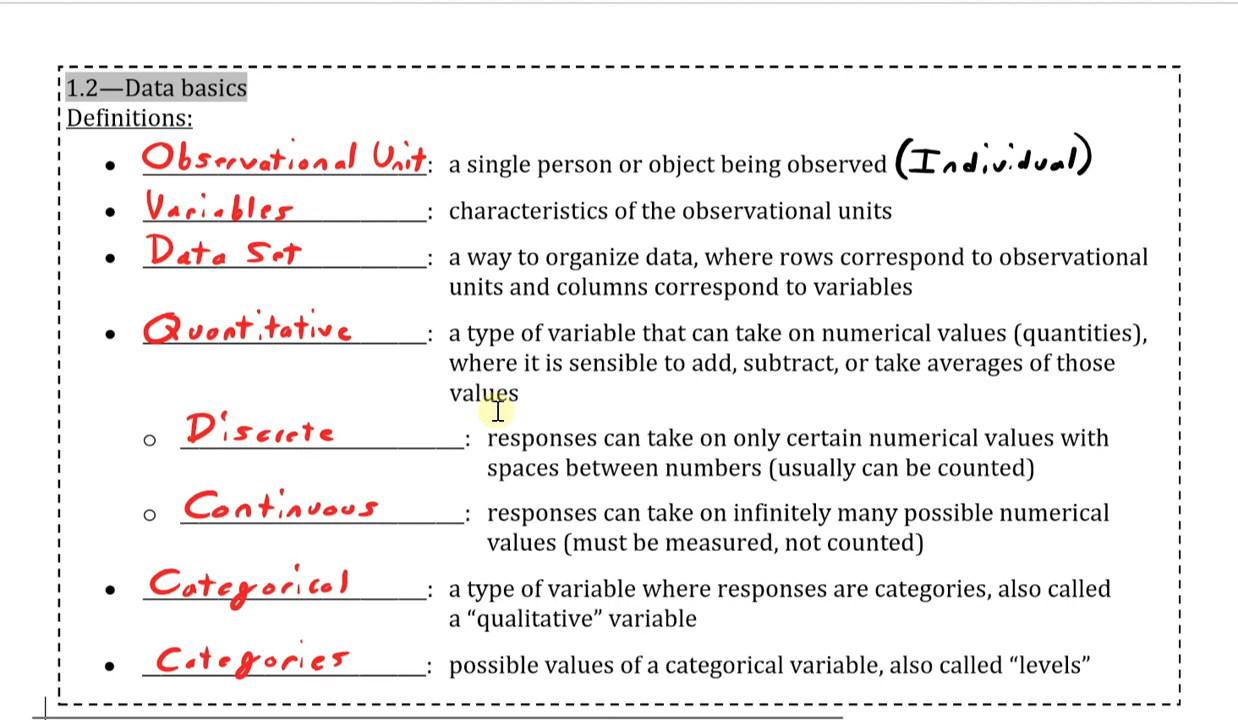 1.2—Data basics
Definitions:
• Observational Unit: a single person or object being observed (Individual)
• Variables: characteristics of the observational units
• Data Set: a way to organize data, where rows correspond to observational
units and columns correspond to variables
• Quantitative: a type of variable that can take on numerical values (quantities),
where it is sensible to add, subtract, or take averages of those
values
○ Discrete: responses can take on only certain numerical values with
spaces between numbers (usually can be counted)
○ Continuous: responses can take on infinitely many possible numerical
values (must be measured, not counted)
• Categorical: a type of variable where responses are categories, also called
a “qualitative” variable
• Categories: possible values of a categorical variable, also called “levels”